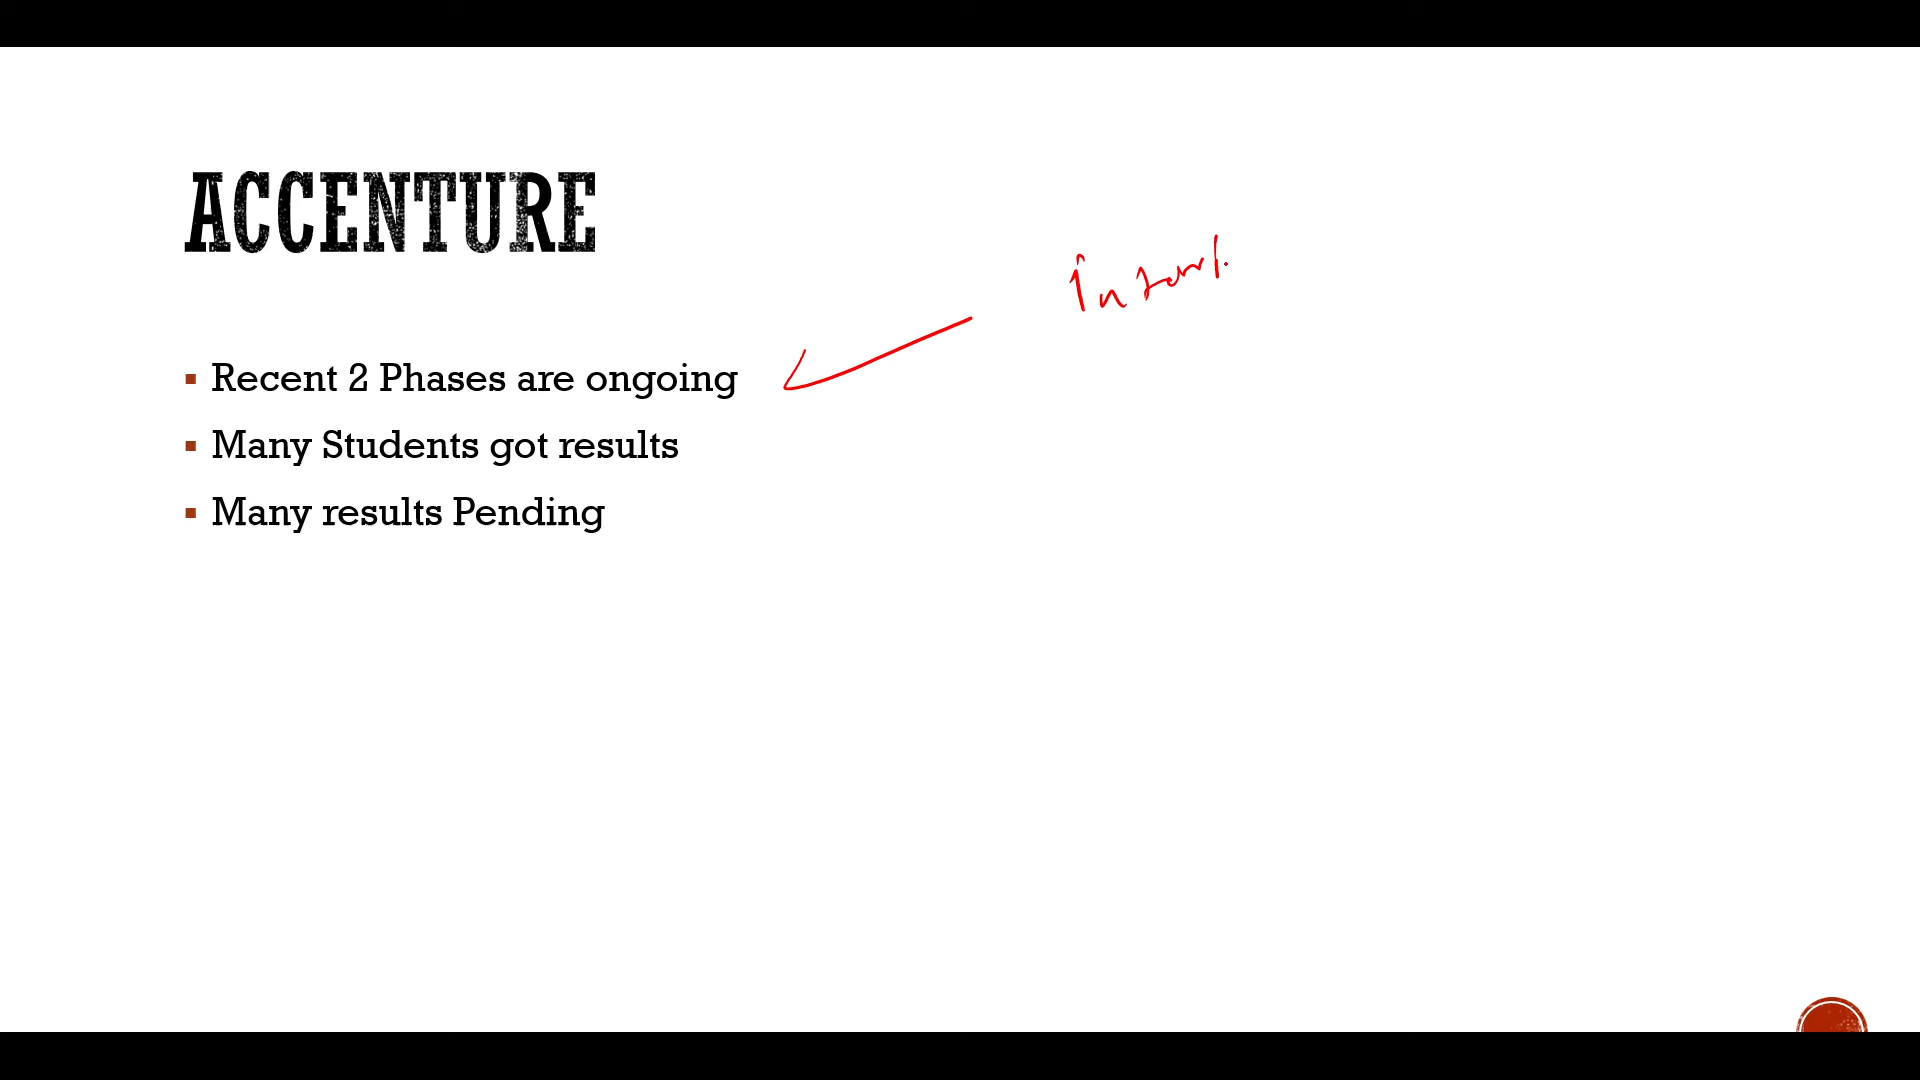 ACCENTURE
Recent 2 Phases are ongoing
Many Students got results
Many results Pending